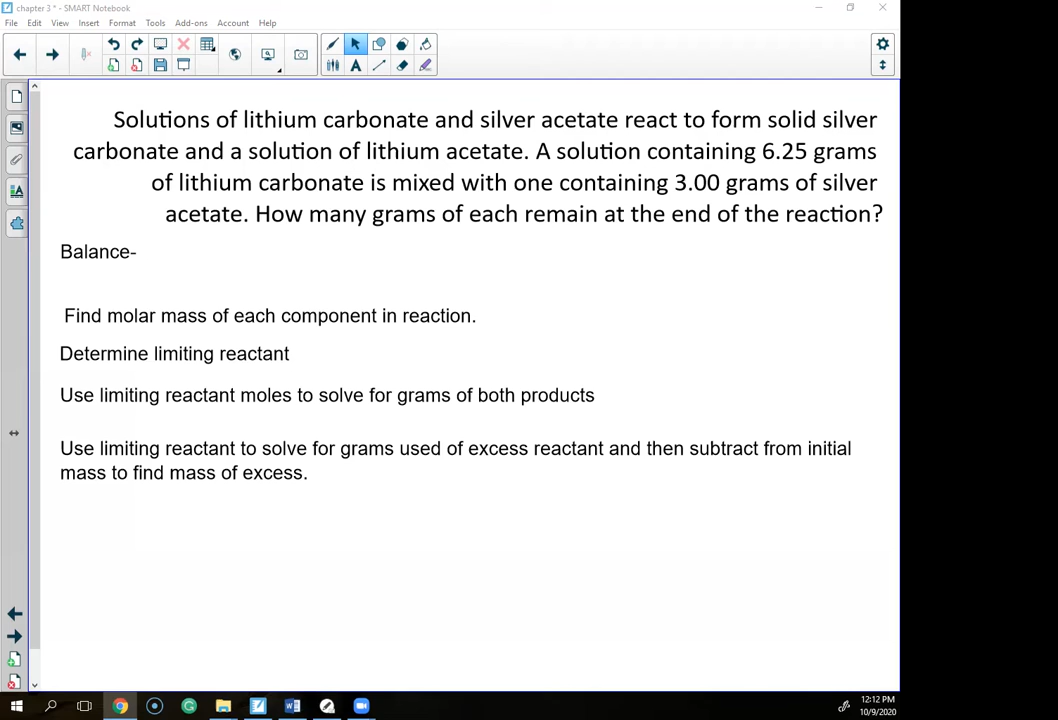 chapter 3 * - SMART Notebook
File Edit View Insert Format Tools Add-ons Account Help
Solutions of lithium carbonate and silver acetate react to form solid silver
carbonate and a solution of lithium acetate. A solution containing 6.25 grams
of lithium carbonate is mixed with one containing 3.00 grams of silver
acetate. How many grams of each remain at the end of the reaction?
Balance-
Find molar mass of each component in reaction.
Determine limiting reactant
Use limiting reactant moles to solve for grams of both products
Use limiting reactant to solve for grams used of excess reactant and then subtract from initial
mass to find mass of excess.
12:12 PM
10/9/2020